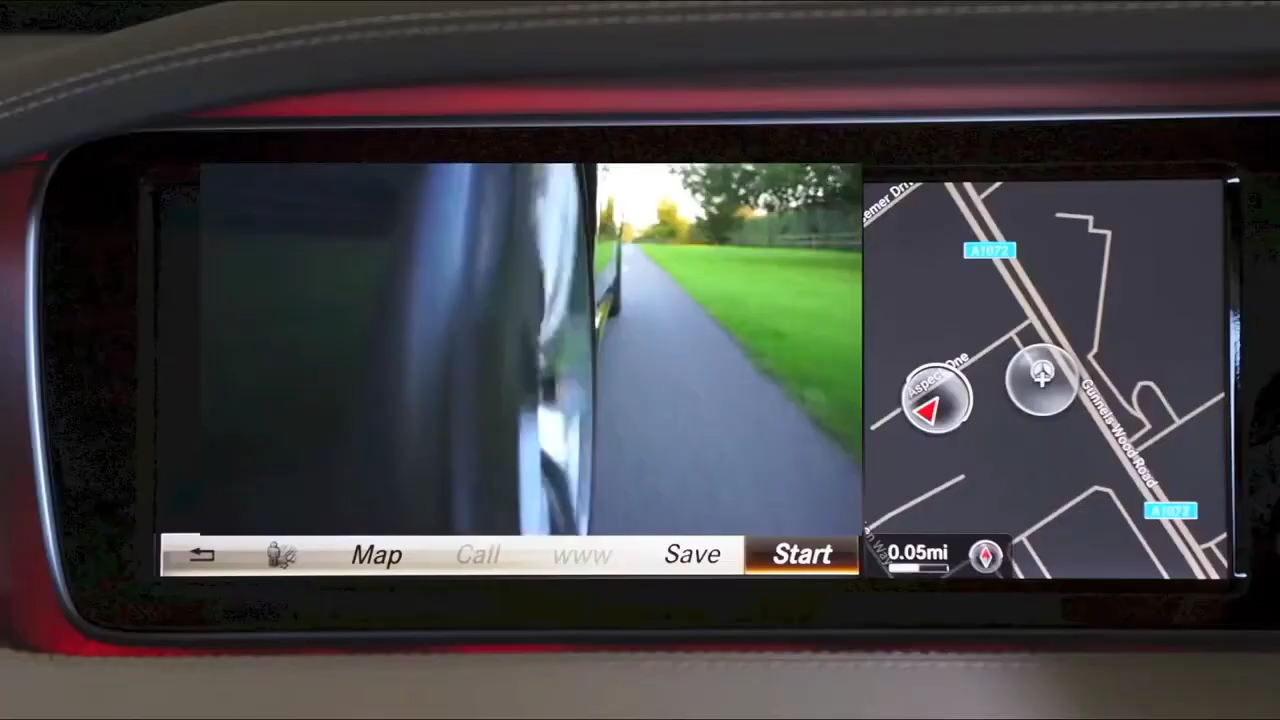 A1072
Aspect One
Gunnels Wood Road
A1072
0.05mi
Map Call www Save Start